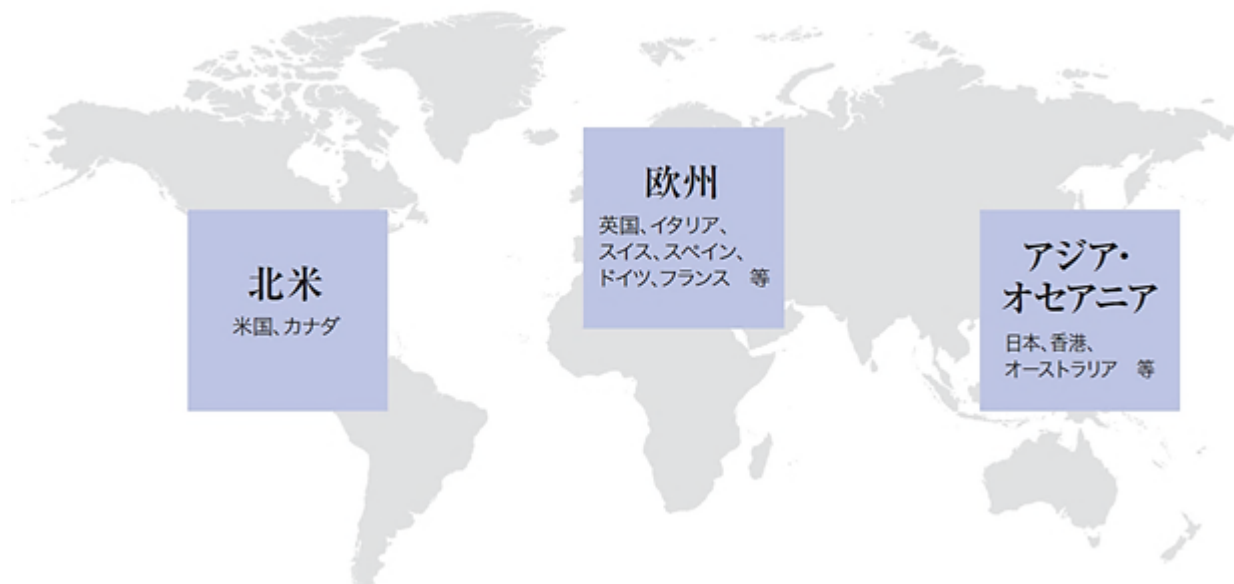 北米
米国、カナダ
欧州
英国、イタリア、
スイス、スペイン、
ドイツ、フランス　等
アジア・
オセアニア
日本、香港、
オーストラリア　等